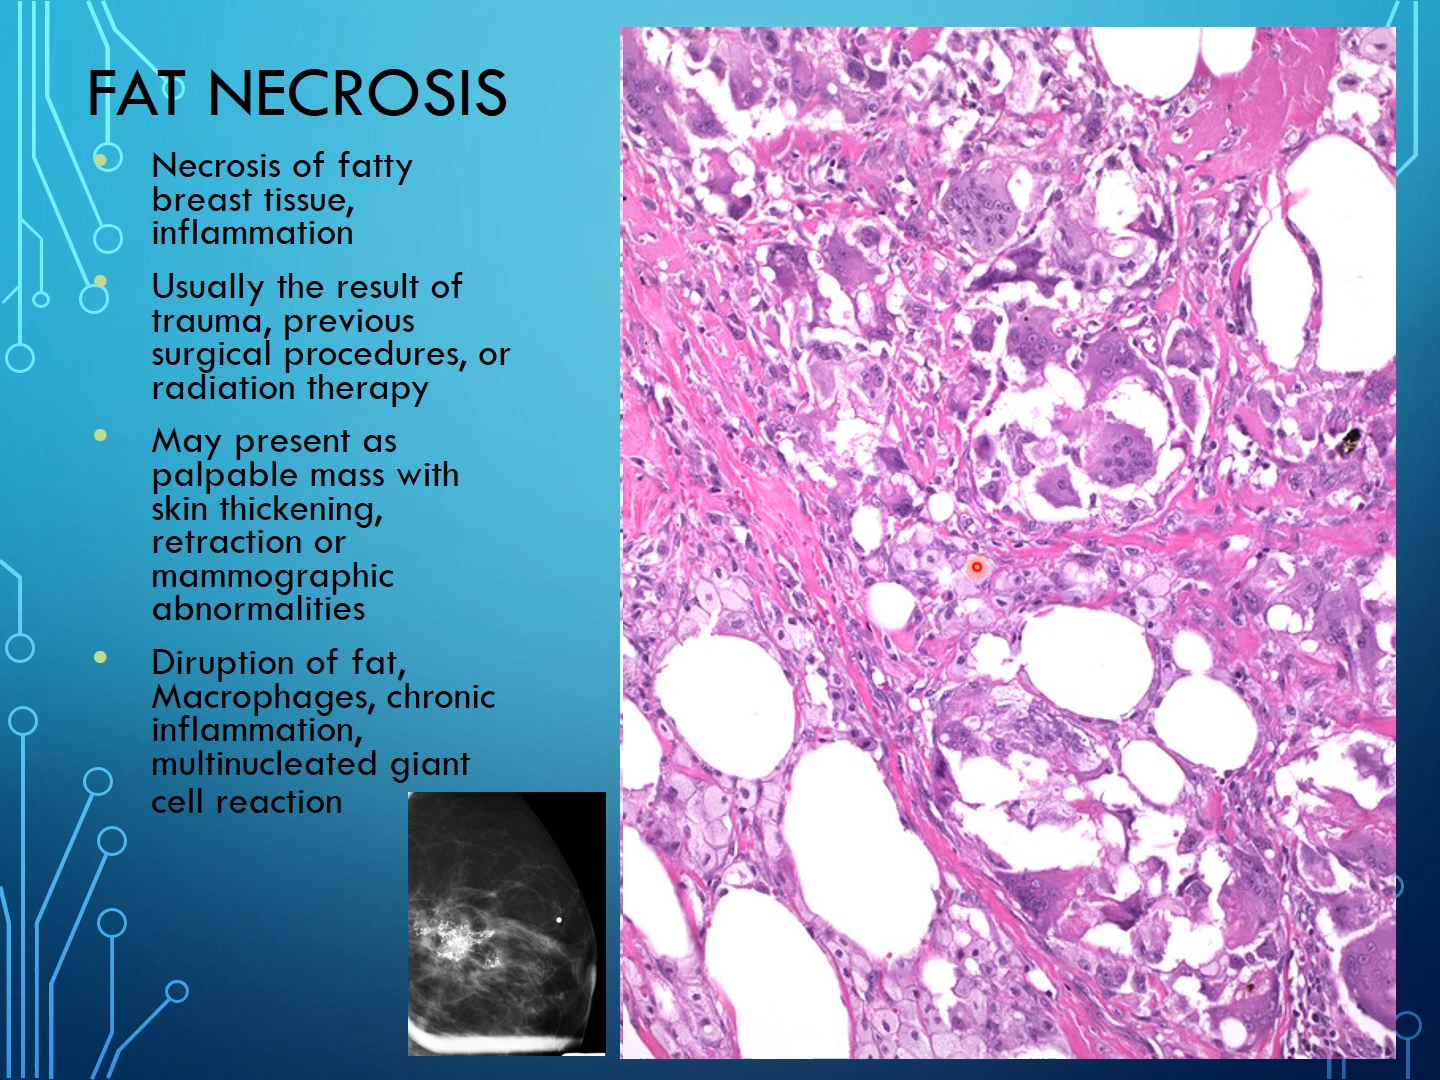 FAT NECROSIS
Necrosis of fatty
breast tissue,
inflammation
Usually the result of
trauma, previous
surgical procedures, or
radiation therapy
May present as
palpable mass with
skin thickening,
retraction or
mammographic
abnormalities
Diruption of fat,
Macrophages, chronic
inflammation,
multinucleated giant
cell reaction